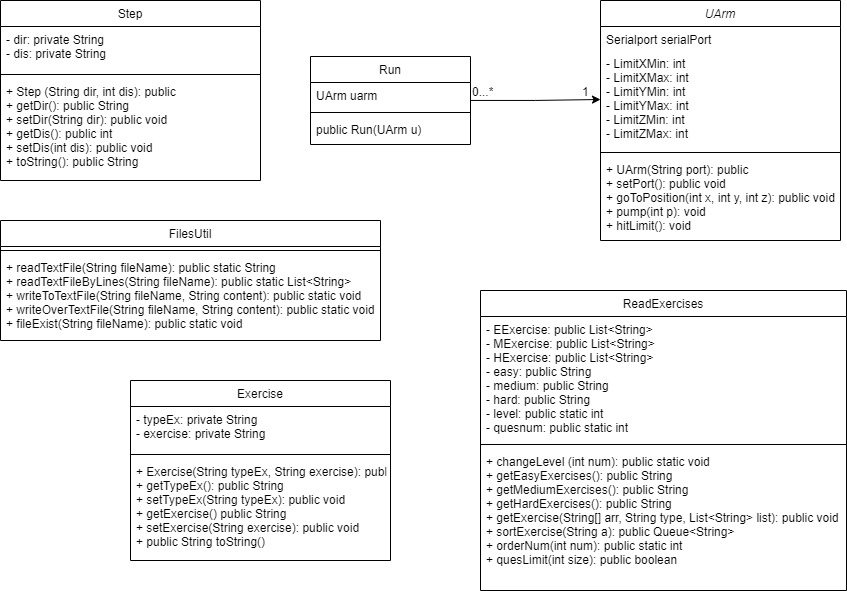 Step
- dir: private String
- dis: private String
+ Step (String dir, int dis): public
+ getDir(): public String
+ setDir(String dir): public void
+ getDis(): public int
+ setDis(int dis): public void
+ toString(): public String
Run
UArm uarm
public Run(UArm u)
0...*
1
UArm
Serialport serialPort
- LimitXMin: int
- LimitXMax: int
- LimitYMin: int
- LimitYMax: int
- LimitZMin: int
- LimitZMax: int
+ UArm(String port): public
+ setPort(): public void
+ goToPosition(int x, int y, int z): public void
+ pump(int p): void
+ hitLimit(): void
FilesUtil
+ readTextFile(String fileName): public static String
+ readTextFileByLines(String fileName): public static List<String>
+ writeToTextFile(String fileName, String content): public static void
+ writeOverTextFile(String fileName, String content): public static void
+ fileExist(String fileName): public static void
Exercise
- typeEx: private String
- exercise: private String
+ Exercise(String typeEx, String exercise): publ
+ getTypeEx(): public String
+ setTypeEx(String typeEx): public void
+ getExercise() public String
+ setExercise(String exercise): public void
+ public String toString()
ReadExercises
- EExercise: public List<String>
- MExercise: public List<String>
- HExercise: public List<String>
- easy: public String
- medium: public String
- hard: public String
- level: public static int
- quesnum: public static int
+ changeLevel (int num): public static void
+ getEasyExercises(): public String
+ getMediumExercises(): public String
+ getHardExercises(): public String
+ getExercise(String[] arr, String type, List<String> list): public void
+ sortExercise(String a): public Queue<String>
+ orderNum(int num): public static int
+ quesLimit(int size): public boolean